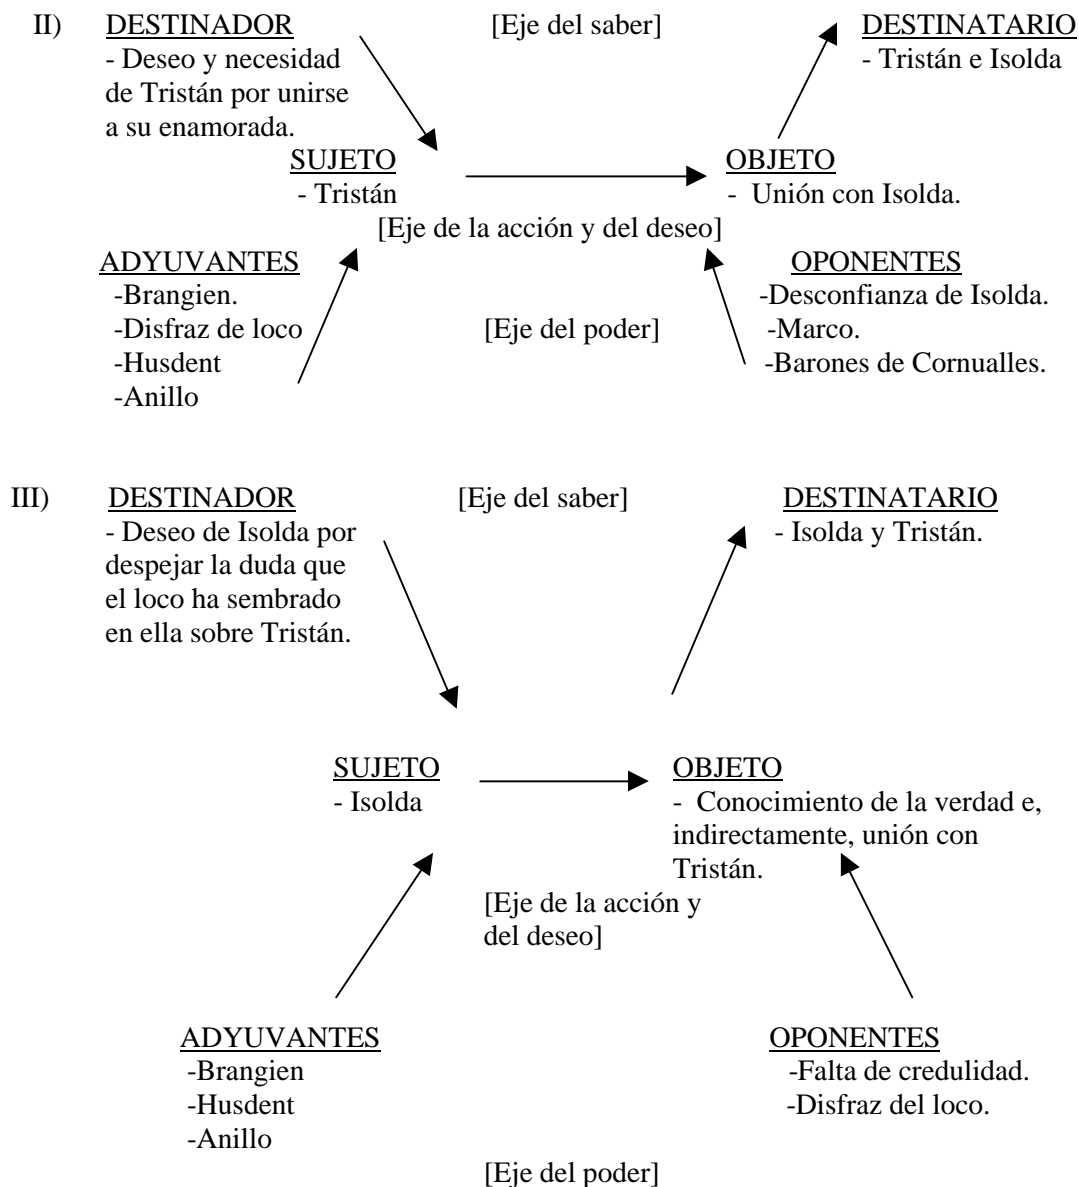 II) DESTINADOR [Eje del saber] DESTINATARIO
- Deseo y necesidad - Tristán e Isolda
de Tristán por unirse
a su enamorada.
SUJETO OBJETO
- Tristán - Unión con Isolda.
[Eje de la acción y del deseo]
ADYUVANTES OPONENTES
-Brangien. -Desconfianza de Isolda.
-Disfraz de loco [Eje del poder] -Marco.
-Husdent -Barones de Cornualles.
-Anillo
III) DESTINADOR [Eje del saber] DESTINATARIO
- Deseo de Isolda por - Isolda y Tristán.
despejar la duda que
el loco ha sembrado
en ella sobre Tristán.
SUJETO OBJETO
- Isolda - Conocimiento de la verdad e,
indirectamente, unión con
Tristán.
[Eje de la acción y
del deseo]
ADYUVANTES OPONENTES
-Brangien -Falta de credulidad.
-Husdent -Disfraz del loco.
-Anillo
[Eje del poder]